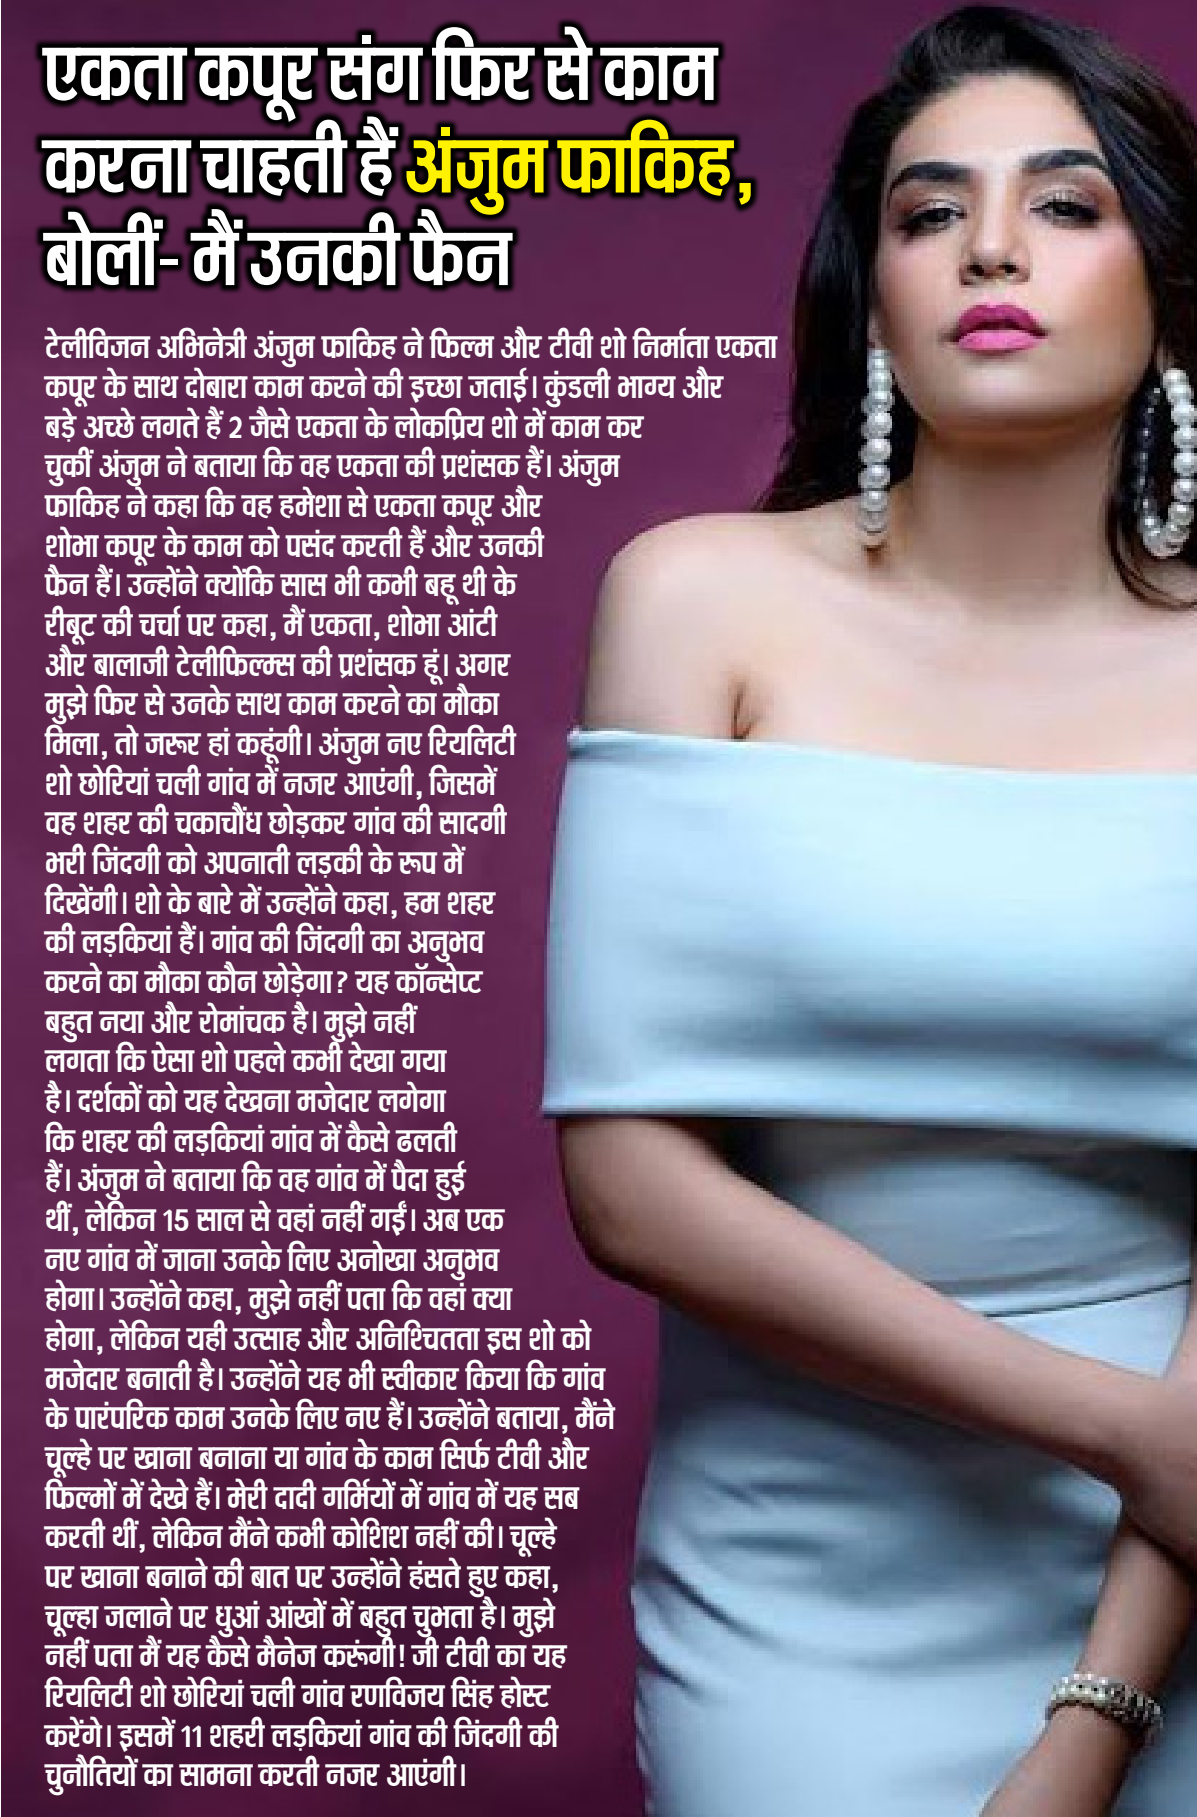 एकता कपूर संग फिर से काम
करना चाहती हैं अंजुम फाकिह,
बोलीं- मैं उनकी फैन
टेलीविजन अभिनेत्री अंजुम फाकिह ने फिल्म और टीवी शो निर्माता एकता
कपूर के साथ दोबारा काम करने की इच्छा जताई। कुंडली भाग्य और
बड़े अच्छे लगते हैं 2 जैसे एकता के लोकप्रिय शो में काम कर
चुकीं अंजुम ने बताया कि वह एकता की प्रशंसक हैं। अंजुम
फाकिह ने कहा कि वह हमेशा से एकता कपूर और
शोभा कपूर के काम को पसंद करती हैं और उनकी
फैन हैं। उन्होंने क्योंकि सास भी कभी बहू थी के
रीबूट की चर्चा पर कहा, मैं एकता, शोभा आंटी
और बालाजी टेलीफिल्म्स की प्रशंसक हूं। अगर
मुझे फिर से उनके साथ काम करने का मौका
मिला, तो जरूर हां कहूंगी। अंजुम नए रियलिटी
शो छोरियां चली गांव में नजर आएंगी, जिसमें
वह शहर की चकाचौंध छोड़कर गांव की सादगी
भरी जिंदगी को अपनाती लड़की के रूप में
दिखेंगी। शो के बारे में उन्होंने कहा, हम शहर
की लड़कियां हैं। गांव की जिंदगी का अनुभव
करने का मौका कौन छोड़ेगा? यह कॉन्सेप्ट
बहुत नया और रोमांचक है। मुझे नहीं
लगता कि ऐसा शो पहले कभी देखा गया
है। दर्शकों को यह देखना मजेदार लगेगा
कि शहर की लड़कियां गांव में कैसे ढलती
हैं। अंजुम ने बताया कि वह गांव में पैदा हुई
थीं, लेकिन 15 साल से वहां नहीं गईं। अब एक
नए गांव में जाना उनके लिए अनोखा अनुभव
होगा। उन्होंने कहा, मुझे नहीं पता कि वहां क्या
होगा, लेकिन यही उत्साह और अनिश्चितता इस शो को
मजेदार बनाती है। उन्होंने यह भी स्वीकार किया कि गांव
के पारंपरिक काम उनके लिए नए हैं। उन्होंने बताया, मैंने
चूल्हे पर खाना बनाना या गांव के काम सिर्फ टीवी और
फिल्मों में देखे हैं। मेरी दादी गर्मियों में गांव में यह सब
करती थीं, लेकिन मैंने कभी कोशिश नहीं की। चूल्हे
पर खाना बनाने की बात पर उन्होंने हंसते हुए कहा,
चूल्हा जलाने पर धुआं आंखों में बहुत चुभता है। मुझे
नहीं पता मैं यह कैसे मैनेज करूंगी! जी टीवी का यह
रियलिटी शो छोरियां चली गांव रणविजय सिंह होस्ट
करेंगे। इसमें 11 शहरी लड़कियां गांव की जिंदगी की
चुनौतियों का सामना करती नजर आएंगी।